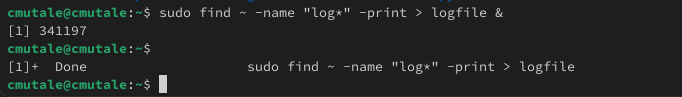 cmutale@cmutale:~$ sudo find ~ -name "log*" -print > logfile &
[1] 341197
cmutale@cmutale:~$
[1]+  Done                    sudo find ~ -name "log*" -print > logfile
cmutale@cmutale:~$